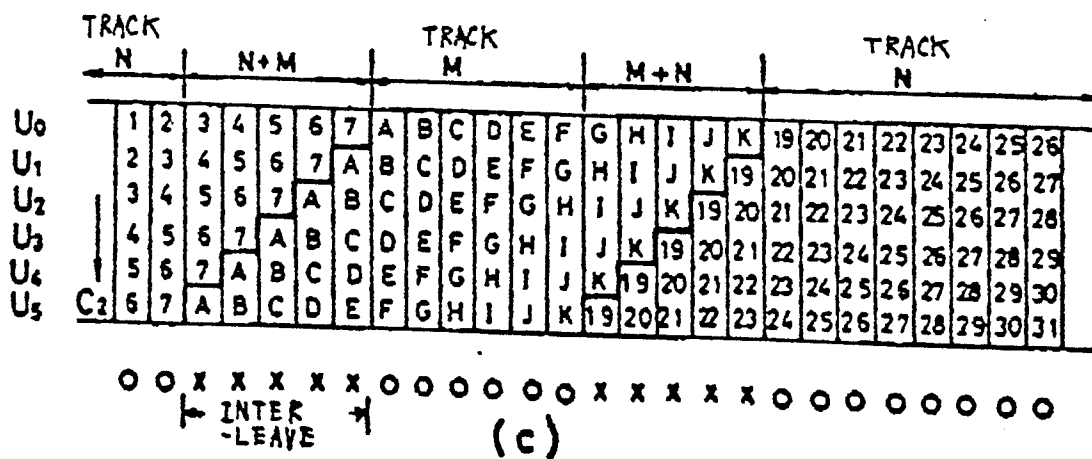 TRACK TRACK TRACK
N N+M M M+N N
U0 1 2 3 4 5 6 7 A B C D E F G H I J K 19 20 21 22 23 24 25 26
U1 2 3 4 5 6 7 A B C D E F G H I J K 19 20 21 22 23 24 25 26 27
U2 3 4 5 6 7 A B C D E F G H I J K 19 20 21 22 23 24 25 26 27 28
U3 4 5 6 7 A B C D E F G H I J K 19 20 21 22 23 24 25 26 27 28 29
U4 5 6 7 A B C D E F G H I J K 19 20 21 22 23 24 25 26 27 28 29 30
U5 C2 6 7 A B C D E F G H I J K 19 20 21 22 23 24 25 26 27 28 29 30 31
O O X X X X X O O O O O O X X X X X O O O O O O O O
INTER
-LEAVE
(C)